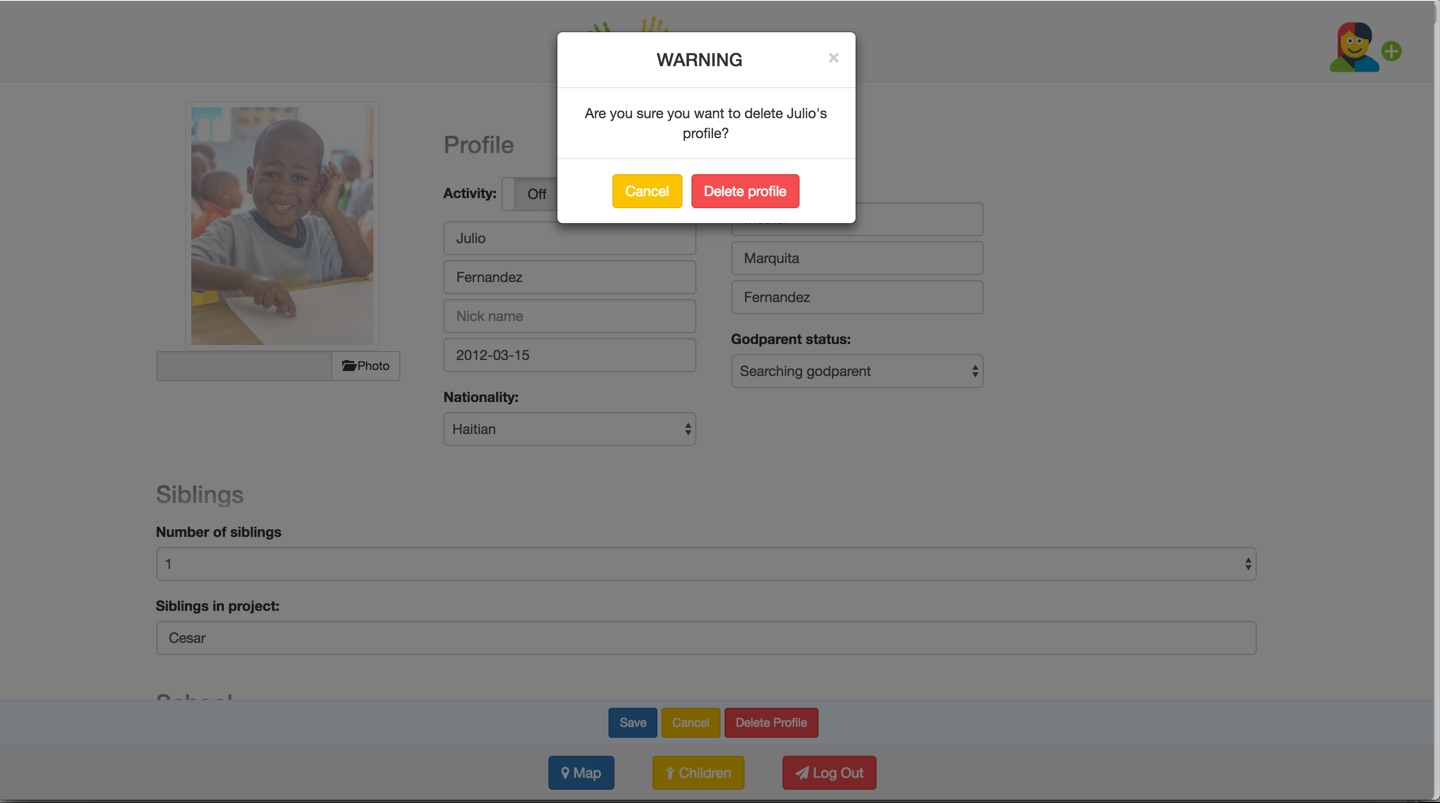 WARNING
×
Are you sure you want to delete Julio's
profile?
Cancel Delete profile
Profile
Activity: Off
Julio
Fernandez
Nick name
2012-03-15
Nationality:
Haitian
Marquita
Fernandez
Godparent status:
Searching godparent
Photo
Siblings
Number of siblings
1
Siblings in project:
Cesar
School
Save Cancel Delete Profile
Map Children Log Out